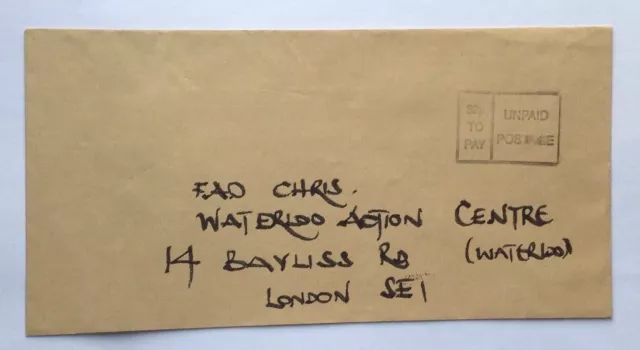 UNPAID
TO
PAY
POSTAGE
FAO CHRIS.
WATERLOO ACTION CENTRE
14 BAYLISS RD (WATERLOO)
LONDON SE1